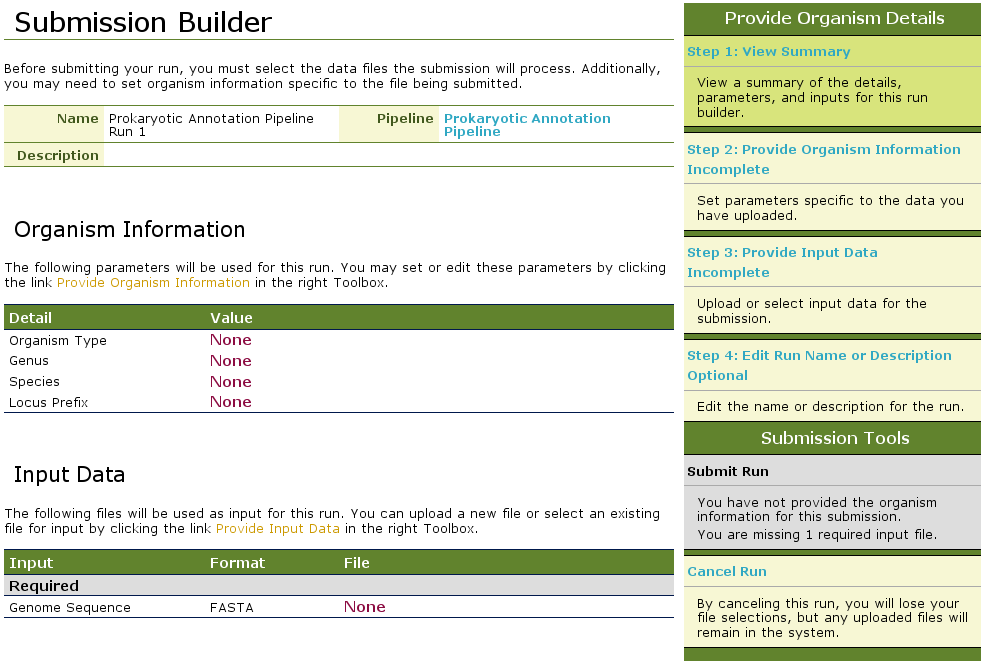 Submission Builder
Before submitting your run, you must select the data files the submission will process. Additionally,
you may need to set organism information specific to the file being submitted.
Name Prokaryotic Annotation Pipeline Pipeline Prokaryotic Annotation
Run 1 Pipeline
Description
Organism Information
The following parameters will be used for this run. You may set or edit these parameters by clicking
the link Provide Organism Information in the right Toolbox.
Detail Value
Organism Type None
Genus None
Species None
Locus Prefix None
Input Data
The following files will be used as input for this run. You can upload a new file or select an existing
file for input by clicking the link Provide Input Data in the right Toolbox.
Input Format File
Required
Genome Sequence FASTA None
Provide Organism Details
Step 1: View Summary
View a summary of the details,
parameters, and inputs for this run
builder.
Step 2: Provide Organism Information
Incomplete
Set parameters specific to the data you
have uploaded.
Step 3: Provide Input Data
Incomplete
Upload or select input data for the
submission.
Step 4: Edit Run Name or Description
Optional
Edit the name or description for the run.
Submission Tools
Submit Run
You have not provided the organism
information for this submission.
You are missing 1 required input file.
Cancel Run
By canceling this run, you will lose your
file selections, but any uploaded files will
remain in the system.